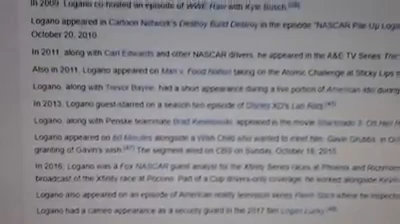 In 2009, Logano co-hosted an episode of WWE Raw with Kyle Busch.
Logano appeared in Cartoon Network's Destroy Build Destroy in the episode "NASCAR Pile-Up Logano
October 20, 2010.
In 2011, along with Carl Edwards and other NASCAR drivers, he appeared in the A&E TV Series
Also in 2011, Logano appeared on Man v. Food Nation taking on the Atomic Challenge at Sticky Lips
Logano, along with Trevor Bayne, had a short appearance during a live portion of American Idol during
In 2013, Logano guest-starred on a season two episode of Disney XD's Lab Rats.
Logano, along with Penske teammate Brad Keselowski, appeared in the movie Sharknado 3: Oh Hell
Logano appeared on 60 Minutes alongside a Wish Child who wanted to meet him, Gavin Grubbs, in
granting of Gavin's wish. The segment aired on CBS on Sunday, October 18, 2015.
In 2016, Logano was a Fox NASCAR guest analyst for the Xfinity Series races at Phoenix and Richmond
broadcast of the Xfinity race at Pocono. Part of a Cup drivers-only coverage, he worked alongside Kevin
Logano also appeared on an episode of American reality television series where he
Logano had a cameo appearance as a security guard in the 2017 film Logan Lucky.